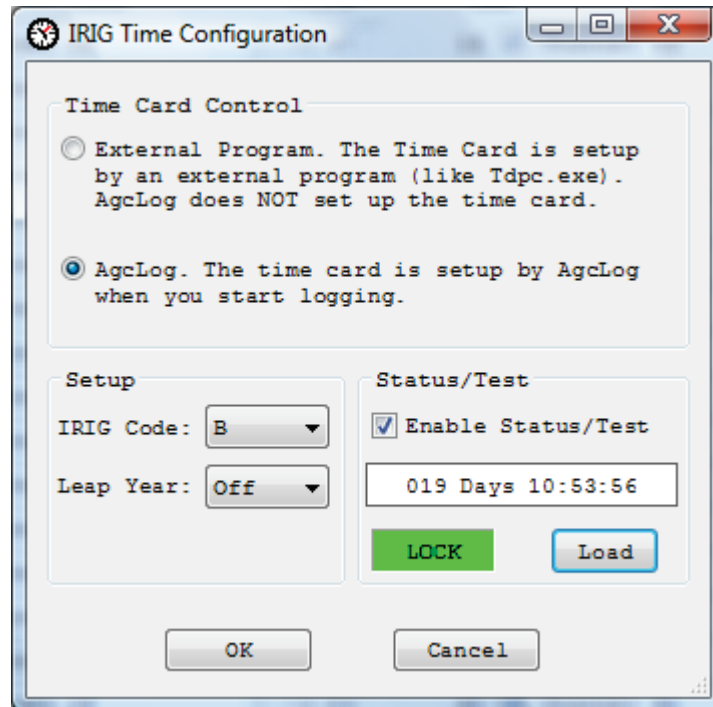 IRIG Time Configuration
Time Card Control
External Program. The Time Card is setup
by an external program (like Tdpc.exe).
AgcLog does NOT set up the time card.
AgcLog. The time card is setup by AgcLog
when you start logging.
Setup
IRIG Code: B
Leap Year: Off
Status/Test
Enable Status/Test
019 Days 10:53:56
LOCK Load
OK Cancel